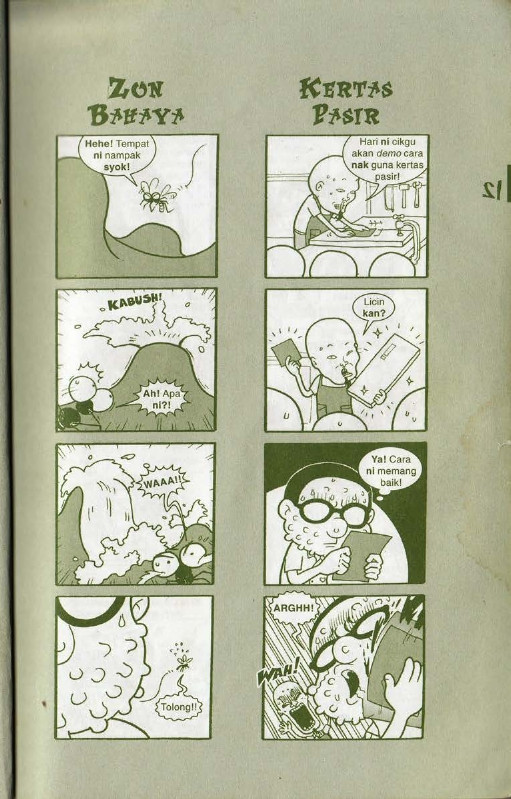 ZON
BAHAYA
Hehe! Tempat
ni nampak
syok!
KABUSH!
Ah! Apa
ni?!
WAAA!!
Tolong!!
KERTAS
PASIR
Hari ni cikgu
akan demo cara
nak guna kertas
pasir!
Licin
kan?
Ya! Cara
ni memang
baik!
ARGHH!
WAH!
12